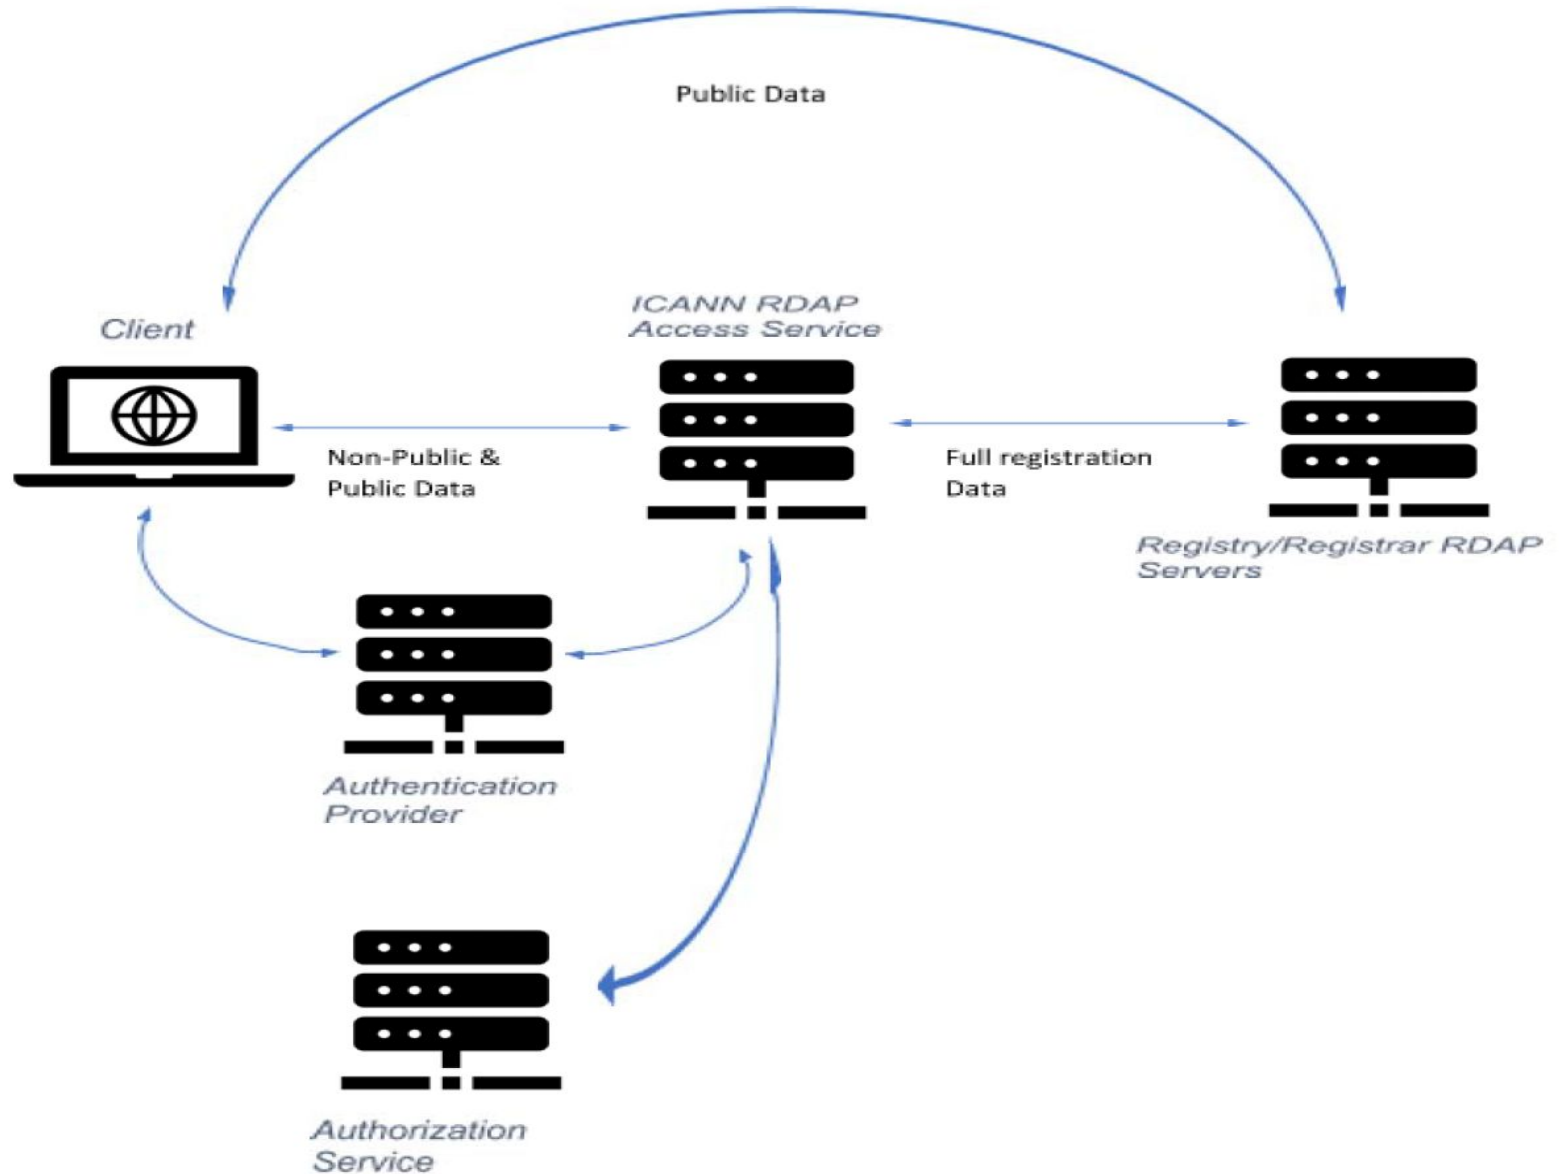 Public Data
Client
ICANN RDAP
Access Service
Non-Public &
Public Data
Full registration
Data
Registry/Registrar RDAP
Servers
Authentication
Provider
Authorization
Service